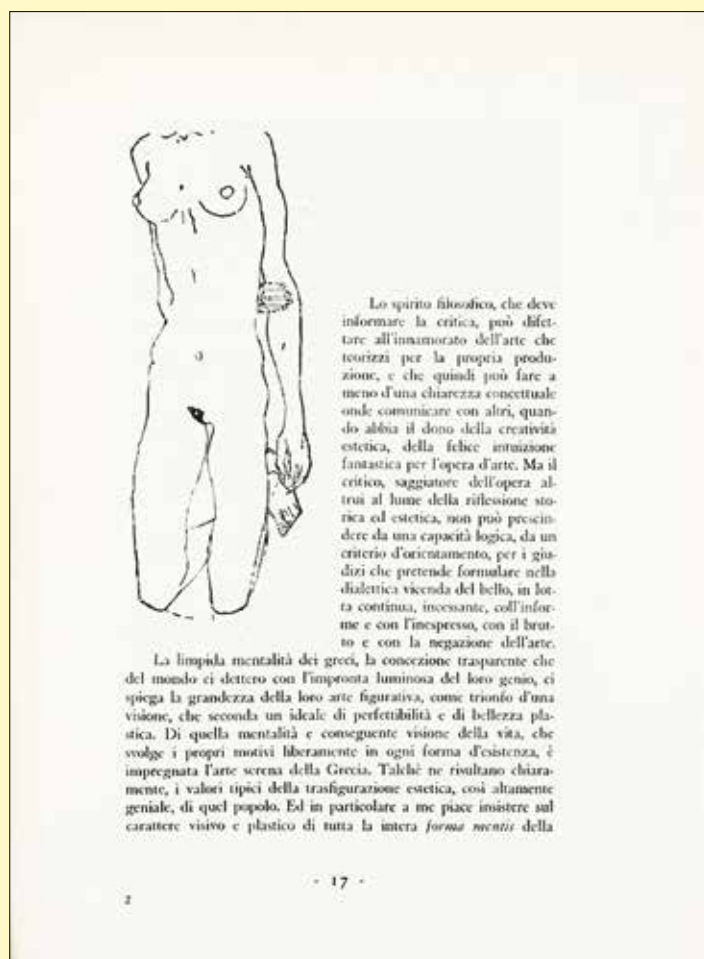 Lo spirito filosofico, che deve
informare la critica, può difet-
tare all'innamorato dell'arte che
teorizzi per la propria produ-
zione, e che quindi può fare a
meno d'una chiarezza concettuale
onde comunicare con altri, quan-
do abbia il dono della creatività
estetica, della felice intuizione
fantastica per l'opera d'arte. Ma il
critico, saggiatore dell'opera al-
trui al lume della riflessione sto-
rica ed estetica, non può prescin-
dere da una capacità logica, da un
criterio d'orientamento, per i giu-
dizi che pretende formulare nella
dialettica vicenda del bello, in lot-
ta continua, incessante, coll'infor-
me e con l'inespresso, con il brut-
to e con la negazione dell'arte.
La limpida mentalità dei greci, la concezione trasparente che
del mondo ci dettero con l'impronta luminosa del loro genio, ci
spiega la grandezza della loro arte figurativa, come trionfo d'una
visione, che seconda un ideale di perfettibilità e di bellezza pla-
stica. Di quella mentalità e conseguente visione della vita, che
svolge i propri motivi liberamente in ogni forma d'esistenza, è
impregnata l'arte serena della Grecia. Talchè ne risultano chiara-
mente, i valori tipici della trasfigurazione estetica, così altamente
geniale, di quel popolo. Ed in particolare a me piace insistere sul
carattere visivo e plastico di tutta la intera forma mentis della
- 17 -
2